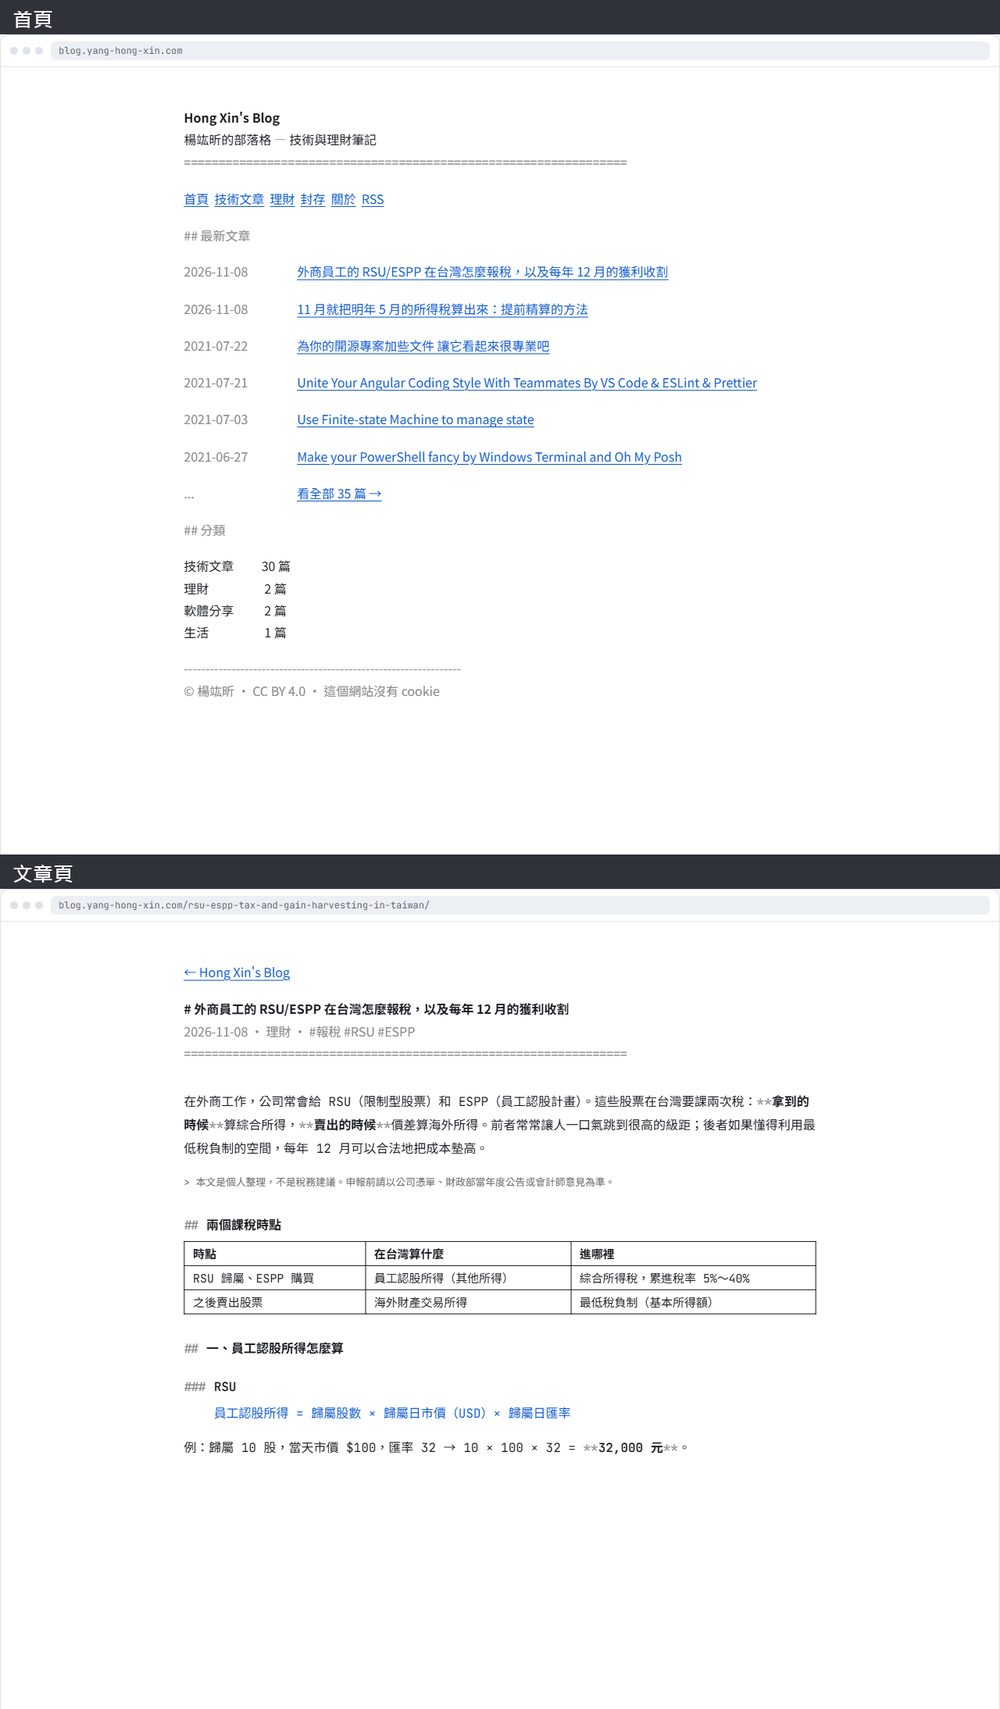 首頁
blog.yang-hong-xin.com
Hong Xin's Blog
楊竑昕的部落格 — 技術與理財筆記
================================================================
首頁 技術文章 理財 封存 關於 RSS
## 最新文章
2026-11-08 外商員工的 RSU/ESPP 在台灣怎麼報稅，以及每年 12 月的獲利收割
2026-11-08 11 月就把明年 5 月的所得稅算出來：提前精算的方法
2021-07-22 為你的開源專案加些文件 讓它看起來很專業吧
2021-07-21 Unite Your Angular Coding Style With Teammates By VS Code & ESLint & Prettier
2021-07-03 Use Finite-state Machine to manage state
2021-06-27 Make your PowerShell fancy by Windows Terminal and Oh My Posh
... 看全部 35 篇 →
## 分類
技術文章 30 篇
理財 2 篇
軟體分享 2 篇
生活 1 篇
----------------------------------------------------------------
© 楊竑昕 · CC BY 4.0 · 這個網站沒有 cookie
文章頁
blog.yang-hong-xin.com/rsu-espp-tax-and-gain-harvesting-in-taiwan/
← Hong Xin's Blog
# 外商員工的 RSU/ESPP 在台灣怎麼報稅，以及每年 12 月的獲利收割
2026-11-08 · 理財 · #報稅 #RSU #ESPP
================================================================
在外商工作，公司常會給 RSU（限制型股票）和 ESPP（員工認股計畫）。這些股票在台灣要課兩次稅：**拿到的
時候**算綜合所得，**賣出的時候**價差算海外所得。前者常常讓人一口氣跳到很高的級距；後者如果懂得利用最
低稅負制的空間，每年 12 月可以合法地把成本墊高。
> 本文是個人整理，不是稅務建議。申報前請以公司憑單、財政部當年度公告或會計師意見為準。
## 兩個課稅時點
時點 在台灣算什麼 進哪裡
RSU 歸屬、ESPP 購買 員工認股所得（其他所得） 綜合所得稅，累進稅率 5%～40%
之後賣出股票 海外財產交易所得 最低稅負制（基本所得額）
## 一、員工認股所得怎麼算
### RSU
員工認股所得 = 歸屬股數 × 歸屬日市價（USD）× 歸屬日匯率
例：歸屬 10 股，當天市價 $100，匯率 32 → 10 × 100 × 32 = **32,000 元**。